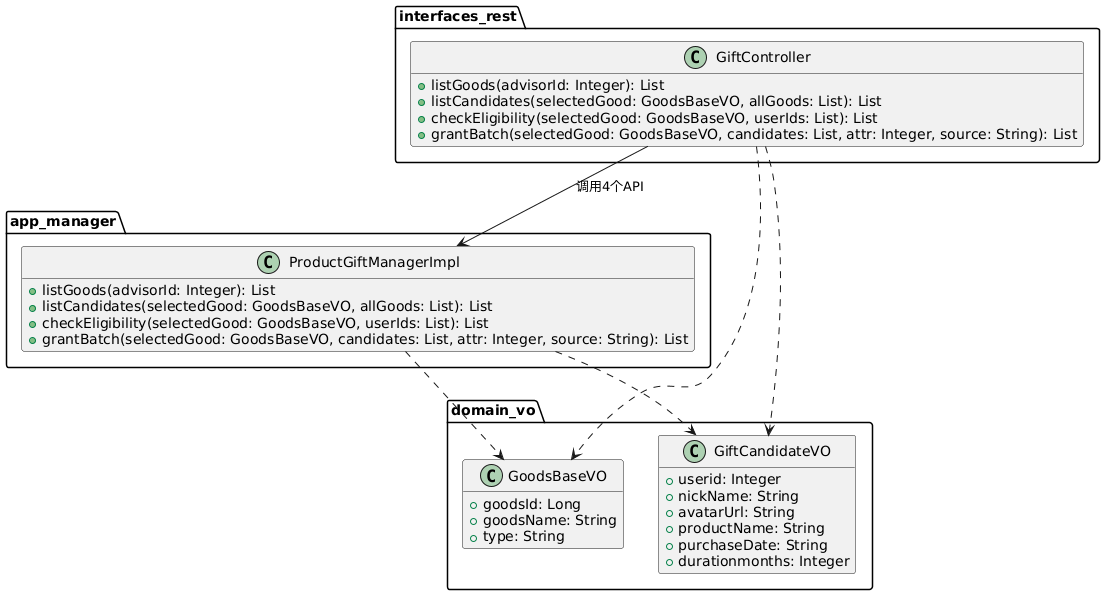 interfaces_rest
C GiftController
listGoods(advisorId: Integer): List
listCandidates(selectedGood: GoodsBaseVO, allGoods: List): List
checkEligibility(selectedGood: GoodsBaseVO, userIds: List): List
grantBatch(selectedGood: GoodsBaseVO, candidates: List, attr: Integer, source: String): List
调用4个API
app_manager
C ProductGiftManagerImpl
listGoods(advisorId: Integer): List
listCandidates(selectedGood: GoodsBaseVO, allGoods: List): List
checkEligibility(selectedGood: GoodsBaseVO, userIds: List): List
grantBatch(selectedGood: GoodsBaseVO, candidates: List, attr: Integer, source: String): List
domain_vo
C GoodsBaseVO
goodsId: Long
goodsName: String
type: String
C GiftCandidateVO
userid: Integer
nickName: String
avatarUrl: String
productName: String
purchaseDate: String
durationmonths: Integer